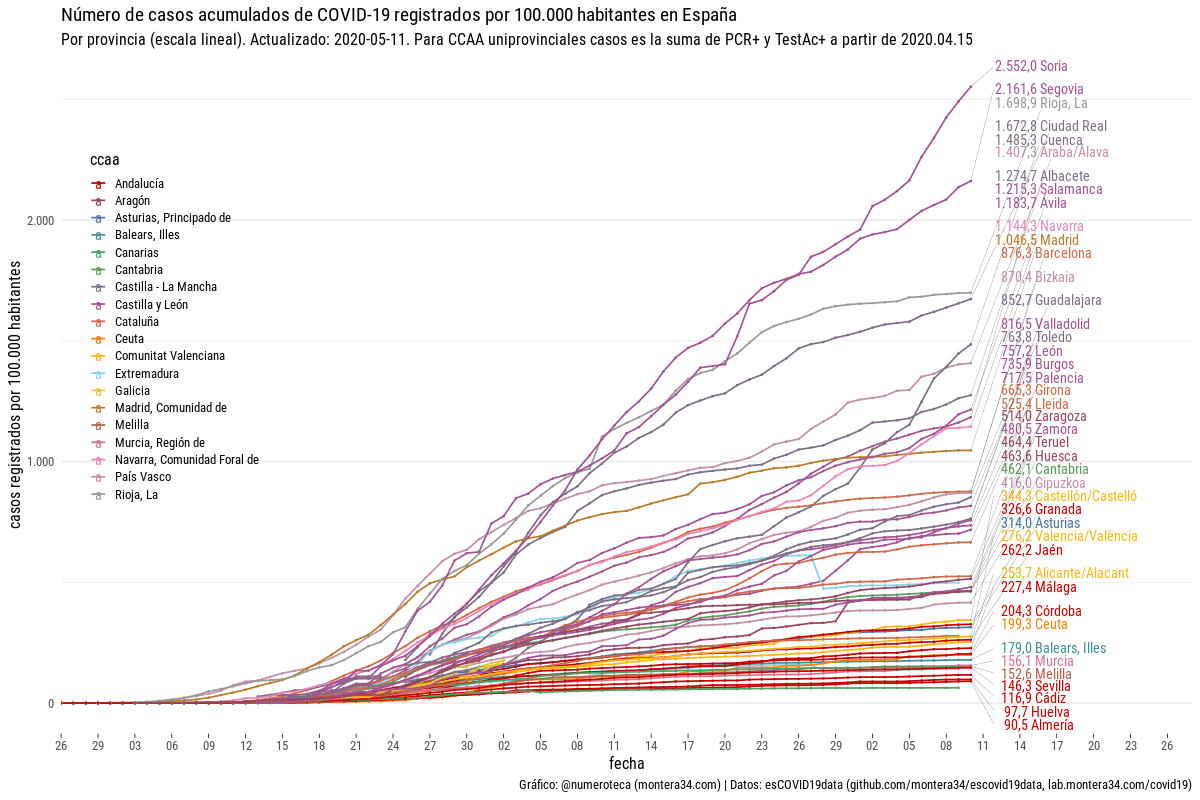 Número de casos acumulados de COVID-19 registrados por 100.000 habitantes en España
Por provincia (escala lineal). Actualizado: 2020-05-11. Para CCAA uniprovinciales casos es la suma de PCR+ y TestAc+ a partir de 2020.04.15
casos registrados por 100.000 habitantes
2.000
1.000
0
ccaa
Andalucía
Aragón
Asturias, Principado de
Balears, Illes
Canarias
Cantabria
Castilla - La Mancha
Castilla y León
Cataluña
Ceuta
Comunitat Valenciana
Extremadura
Galicia
Madrid, Comunidad de
Melilla
Murcia, Región de
Navarra, Comunidad Foral de
País Vasco
Rioja, La
2.552,0 Soria
2.161,6 Segovia
1.698,9 Rioja, La
1.672,8 Ciudad Real
1.485,3 Cuenca
1.407,3 Araba/Álava
1.274,7 Albacete
1.215,3 Salamanca
1.183,7 Ávila
1.144,3 Navarra
1.046,5 Madrid
876,3 Barcelona
870,4 Bizkaia
852,7 Guadalajara
816,5 Valladolid
763,8 Toledo
757,2 León
735,9 Burgos
717,5 Palencia
665,3 Girona
525,4 Lleida
514,0 Zaragoza
480,5 Zamora
464,4 Teruel
463,6 Huesca
462,1 Cantabria
416,0 Gipuzkoa
344,3 Castellón/Castelló
326,6 Granada
314,0 Asturias
276,2 Valencia/València
262,2 Jaén
253,7 Alicante/Alacant
227,4 Málaga
204,3 Córdoba
199,3 Ceuta
179,0 Balears, Illes
156,1 Murcia
152,6 Melilla
146,3 Sevilla
116,9 Cádiz
97,7 Huelva
90,5 Almería
26 29 03 06 09 12 15 18 21 24 27 30 02 05 08 11 14 17 20 23 26 29 02 05 08 11 14 17 20 23 26
fecha
Gráfico: @numeroteca (montera34.com) | Datos: esCOVID19data (github.com/montera34/escovid19data, lab.montera34.com/covid19)